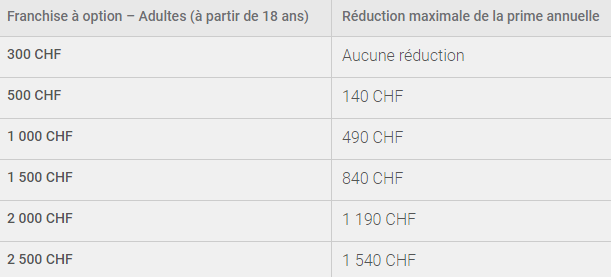 Franchise à option – Adultes (à partir de 18 ans) Réduction maximale de la prime annuelle
300 CHF Aucune réduction
500 CHF 140 CHF
1 000 CHF 490 CHF
1 500 CHF 840 CHF
2 000 CHF 1 190 CHF
2 500 CHF 1 540 CHF